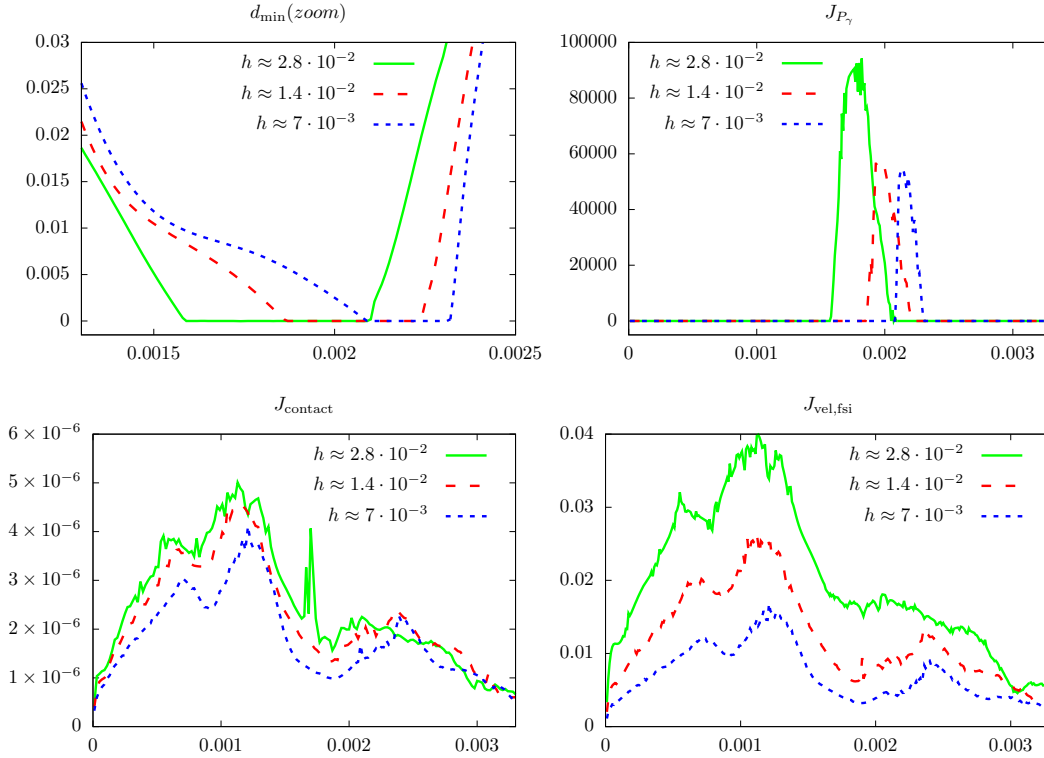 d_min(zoom)
0.03
0.025
0.02
0.015
0.01
0.005
0
0.0015
0.002
0.0025
h ≈ 2.8 · 10⁻²
h ≈ 1.4 · 10⁻²
h ≈ 7 · 10⁻³
J_{P_γ}
100000
80000
60000
40000
20000
0
0
0.001
0.002
0.003
h ≈ 2.8 · 10⁻²
h ≈ 1.4 · 10⁻²
h ≈ 7 · 10⁻³
J_contact
6 × 10⁻⁶
5 × 10⁻⁶
4 × 10⁻⁶
3 × 10⁻⁶
2 × 10⁻⁶
1 × 10⁻⁶
0
0
0.001
0.002
0.003
h ≈ 2.8 · 10⁻²
h ≈ 1.4 · 10⁻²
h ≈ 7 · 10⁻³
J_vel,fsi
0.04
0.03
0.02
0.01
0
0
0.001
0.002
0.003
h ≈ 2.8 · 10⁻²
h ≈ 1.4 · 10⁻²
h ≈ 7 · 10⁻³